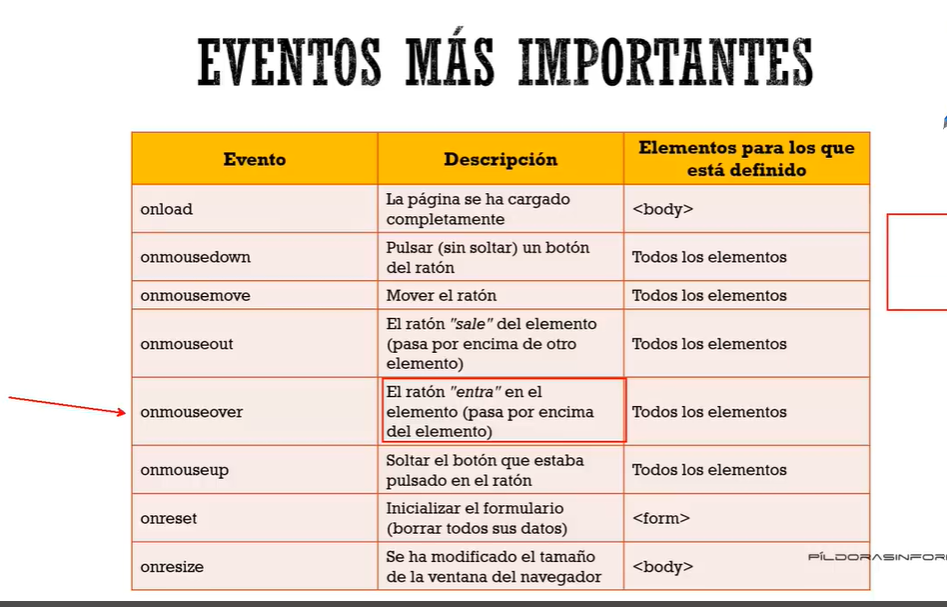 EVENTOS MÁS IMPORTANTES
Evento
Descripción
Elementos para los que
está definido
onload
La página se ha cargado
completamente
<body>
onmousedown
Pulsar (sin soltar) un botón
del ratón
Todos los elementos
onmousemove
Mover el ratón
Todos los elementos
onmouseout
El ratón "sale" del elemento
(pasa por encima de otro
elemento)
Todos los elementos
onmouseover
El ratón "entra" en el
elemento (pasa por encima
del elemento)
Todos los elementos
onmouseup
Soltar el botón que estaba
pulsado en el ratón
Todos los elementos
onreset
Inicializar el formulario
(borrar todos sus datos)
<form>
onresize
Se ha modificado el tamaño
de la ventana del navegador
<body>
PÍLDORASINFOR